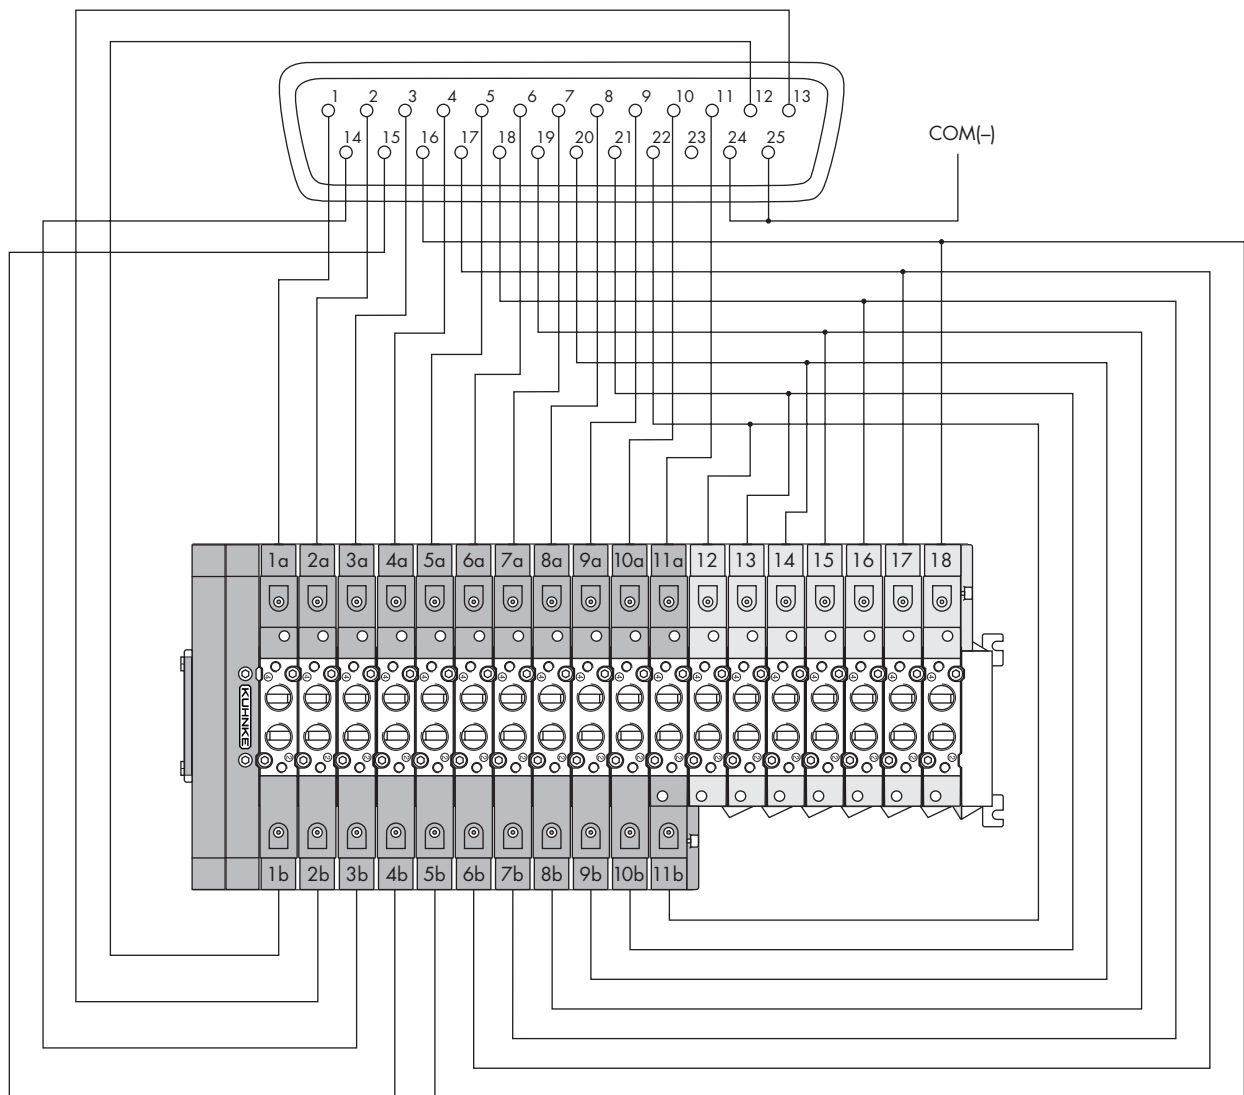 1 2 3 4 5 6 7 8 9 10 11 12 13
14 15 16 17 18 19 20 21 22 23 24 25
COM(–)
1a 2a 3a 4a 5a 6a 7a 8a 9a 10a 11a 12 13 14 15 16 17 18
KUHNKE
1b 2b 3b 4b 5b 6b 7b 8b 9b 10b 11b